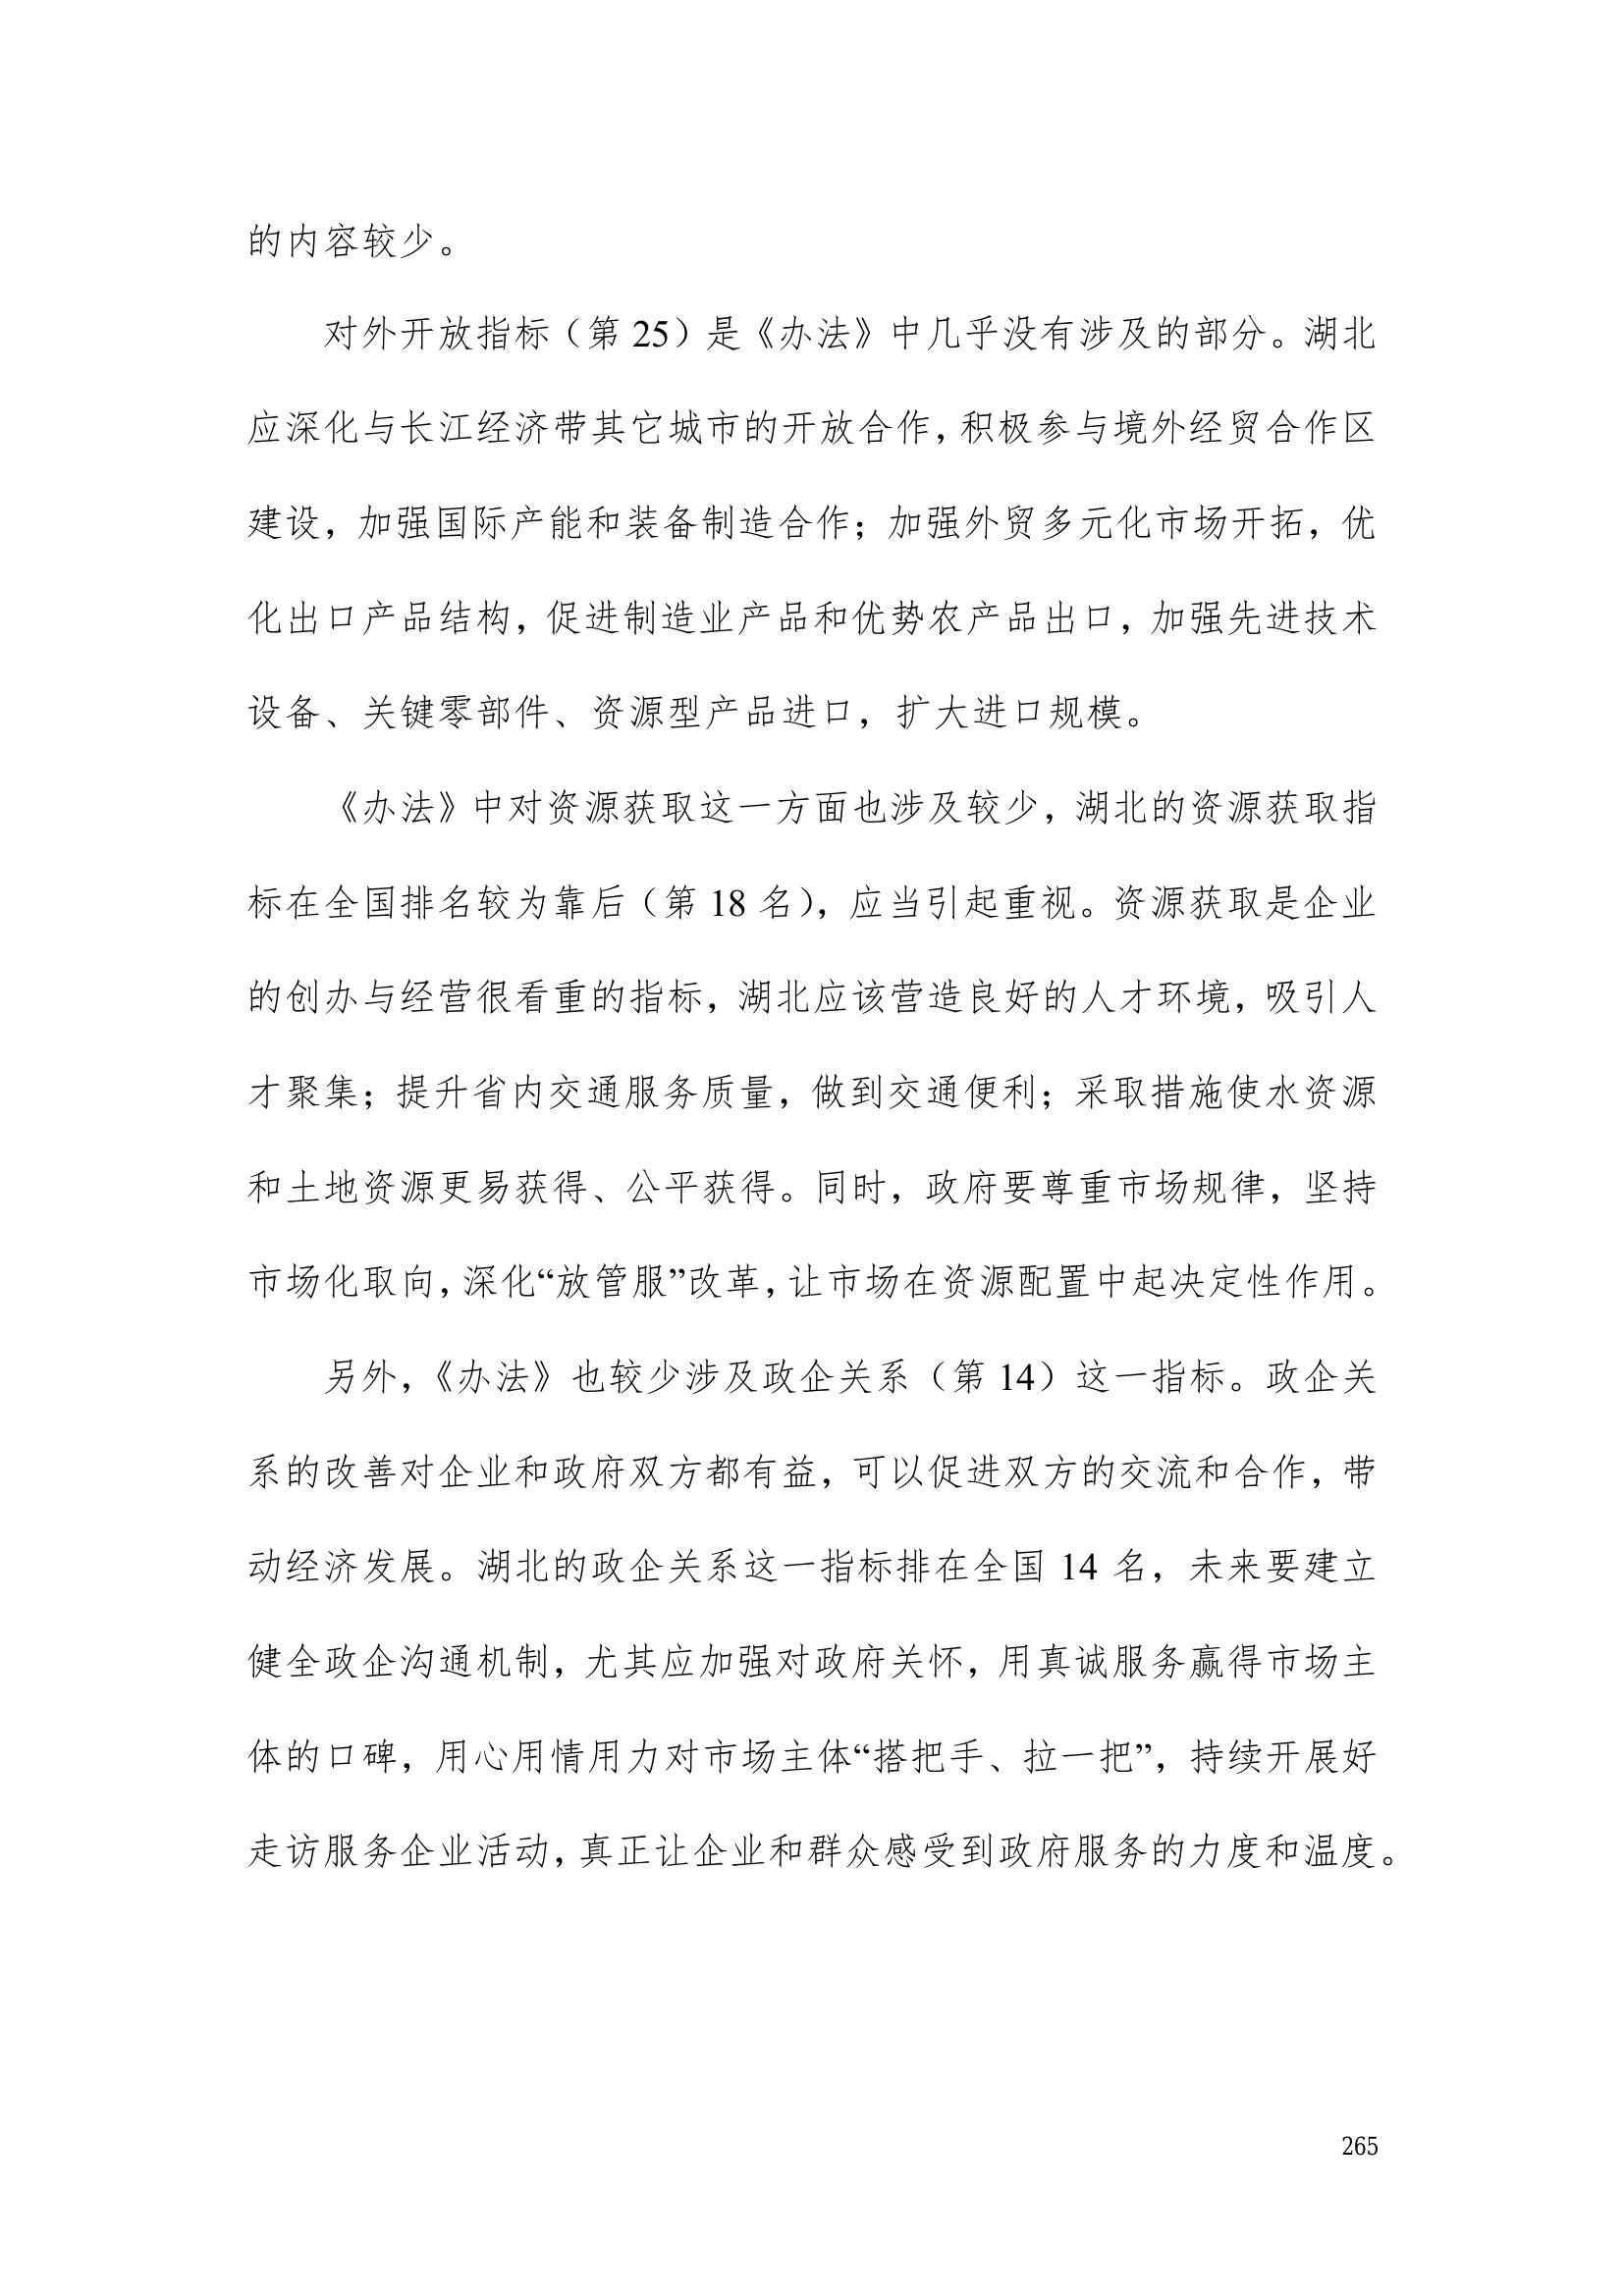 的内容较少。
对外开放指标（第 25）是《办法》中几乎没有涉及的部分。湖北
应深化与长江经济带其它城市的开放合作，积极参与境外经贸合作区
建设，加强国际产能和装备制造合作；加强外贸多元化市场开拓，优
化出口产品结构，促进制造业产品和优势农产品出口，加强先进技术
设备、关键零部件、资源型产品进口，扩大进口规模。
《办法》中对资源获取这一方面也涉及较少，湖北的资源获取指
标在全国排名较为靠后（第 18 名），应当引起重视。资源获取是企业
的创办与经营很看重的指标，湖北应该营造良好的人才环境，吸引人
才聚集；提升省内交通服务质量，做到交通便利；采取措施使水资源
和土地资源更易获得、公平获得。同时，政府要尊重市场规律，坚持
市场化取向，深化“放管服”改革，让市场在资源配置中起决定性作用。
另外，《办法》也较少涉及政企关系（第 14）这一指标。政企关
系的改善对企业和政府双方都有益，可以促进双方的交流和合作，带
动经济发展。湖北的政企关系这一指标排在全国 14 名，未来要建立
健全政企沟通机制，尤其应加强对政府关怀，用真诚服务赢得市场主
体的口碑，用心用情用力对市场主体“搭把手、拉一把”，持续开展好
走访服务企业活动，真正让企业和群众感受到政府服务的力度和温度。
265